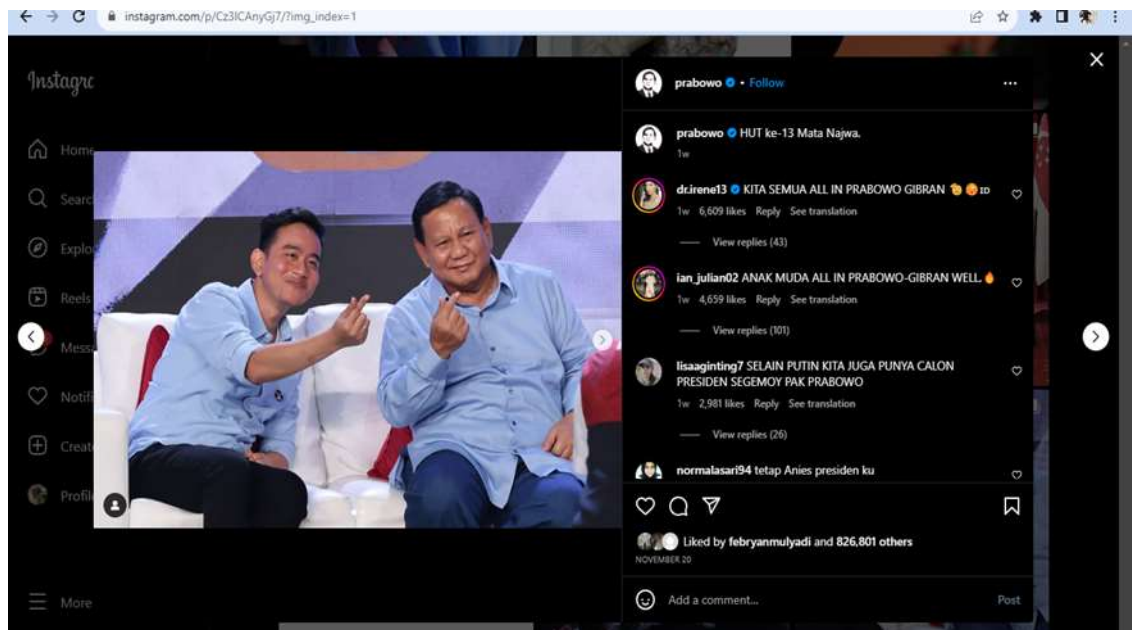 instagram.com/p/Cz3lCAnyGj7/?img_index=1
Instagr
Home
Search
Explo
Reels
Mess
Notifi
Create
Profil
More
prabowo • Follow
prabowo HUT ke-13 Mata Najwa.
1w
dr.irene13 KITA SEMUA ALL IN PRABOWO GIBRAN ID
1w 6,609 likes Reply See translation
View replies (43)
ian_julian02 ANAK MUDA ALL IN PRABOWO-GIBRAN WELL.
1w 4,659 likes Reply See translation
View replies (101)
lisaaginting7 SELAIN PUTIN KITA JUGA PUNYA CALON
PRESIDEN SEGEMOY PAK PRABOWO
1w 2,981 likes Reply See translation
View replies (26)
normalasari94 tetap Anies presiden ku
Liked by febryanmulyadi and 826,801 others
NOVEMBER 20
Add a comment...
Post